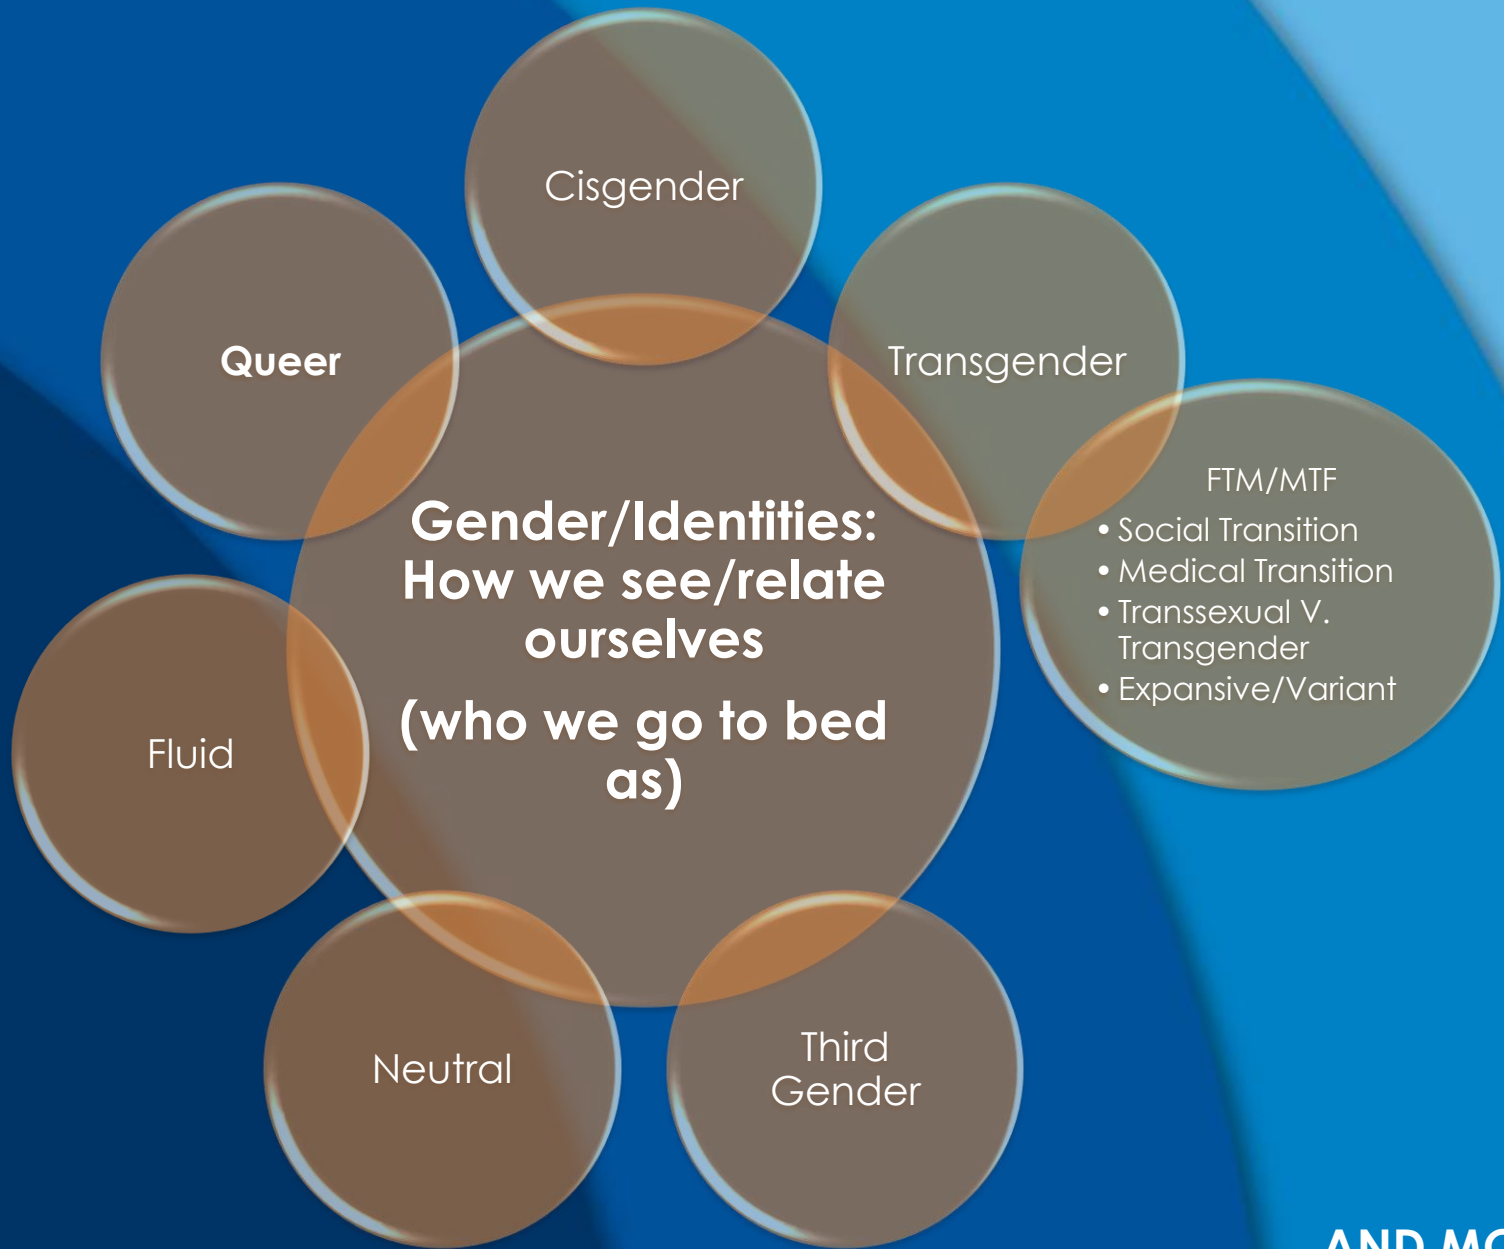 Cisgender
Queer
Transgender
Gender/Identities:
How we see/relate
ourselves
(who we go to bed
as)
FTM/MTF
• Social Transition
• Medical Transition
• Transsexual V.
Transgender
• Expansive/Variant
Fluid
Neutral
Third
Gender
AND